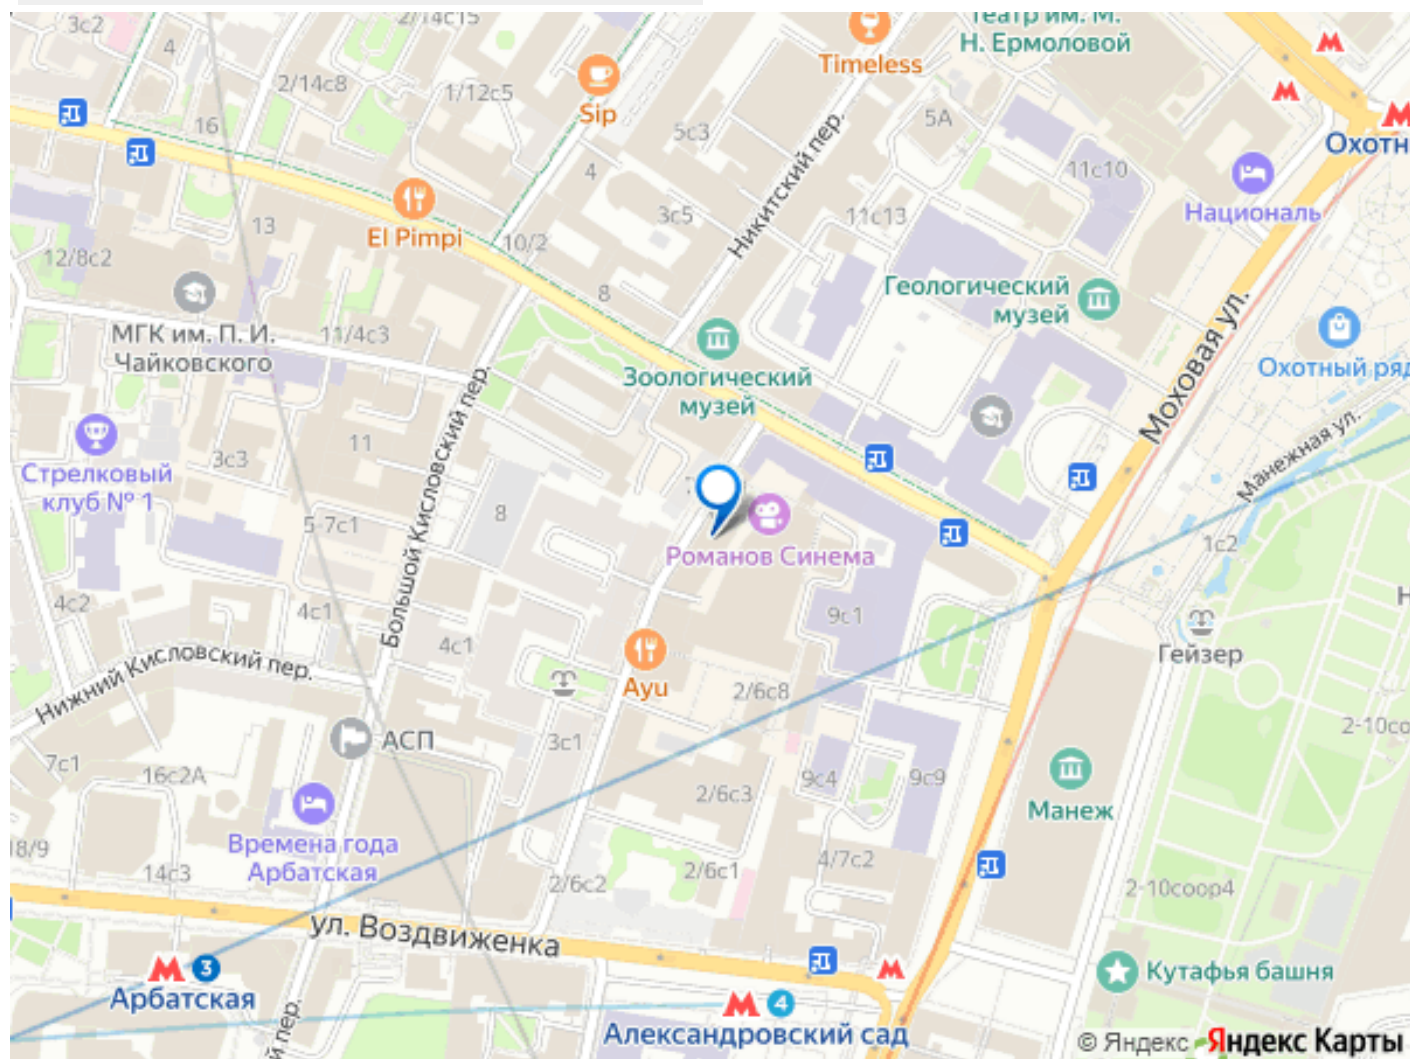 3с2
4
2/14с15
2/14с8
1/12с5
16
Sip
Timeless
Театр им. М.
Н. Ермоловой
5А
5с3
4
11с10
Охотн
Националь
Никитский пер.
3с5
11с13
13
El Pimpi
10/2
12/8с2
8
Геологический
музей
МГК им. П. И.
Чайковского
11/4с3
Зоологический
музей
Моховая ул.
Охотный ряд
Манежная ул.
Большой Кисловский пер.
11
3с3
Стрелковый
клуб № 1
5-7с1
8
Романов Синема
1с2
4с2
4с1
4с1
9с1
Н
Гейзер
Нижний Кисловский пер.
Ayu
2/6с8
АСП
3с1
2-10со
7с1
16с2А
9с4
9с9
2/6с3
Манеж
Времена года
Арбатская
18/9
14с3
2/6с2
2/6с1
4/7с2
2-10соор4
ул. Воздвиженка
3
Арбатская
пер.
4
Александровский сад
Кутафья башня
© Яндекс Яндекс Карты